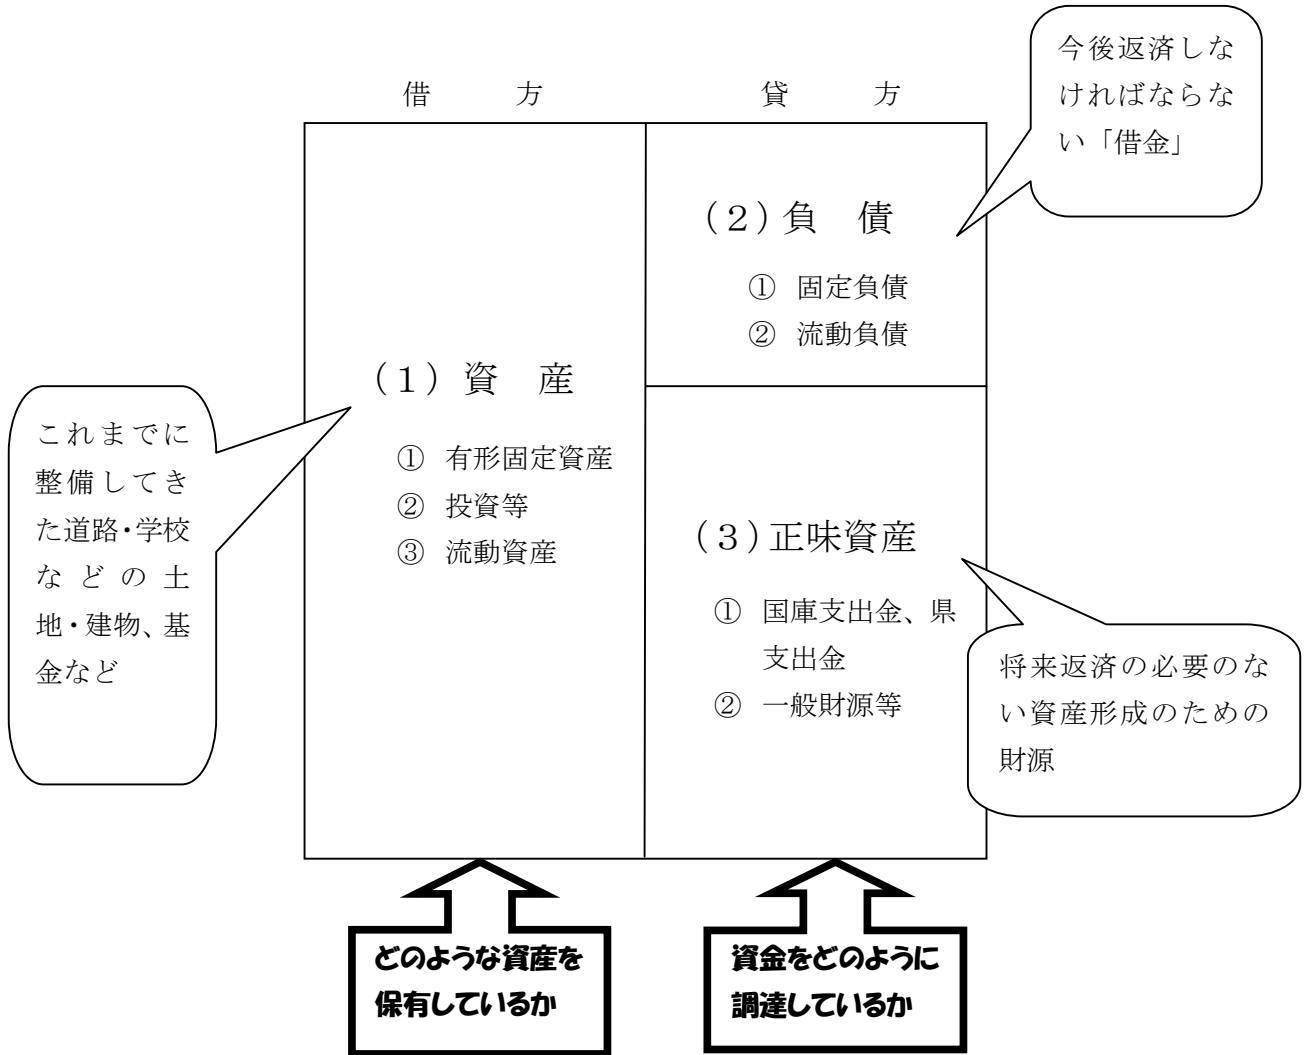 借　方
貸　方
今後返済しな
ければならな
い「借金」
（２）負　債
① 固定負債
② 流動負債
（１）資　産
① 有形固定資産
② 投資等
③ 流動資産
これまでに
整備してき
た道路・学校
などの土
地・建物、基
金など
（３）正味資産
① 国庫支出金、県
支出金
② 一般財源等
将来返済の必要のな
い資産形成のための
財源
どのような資産を
保有しているか
資金をどのように
調達しているか